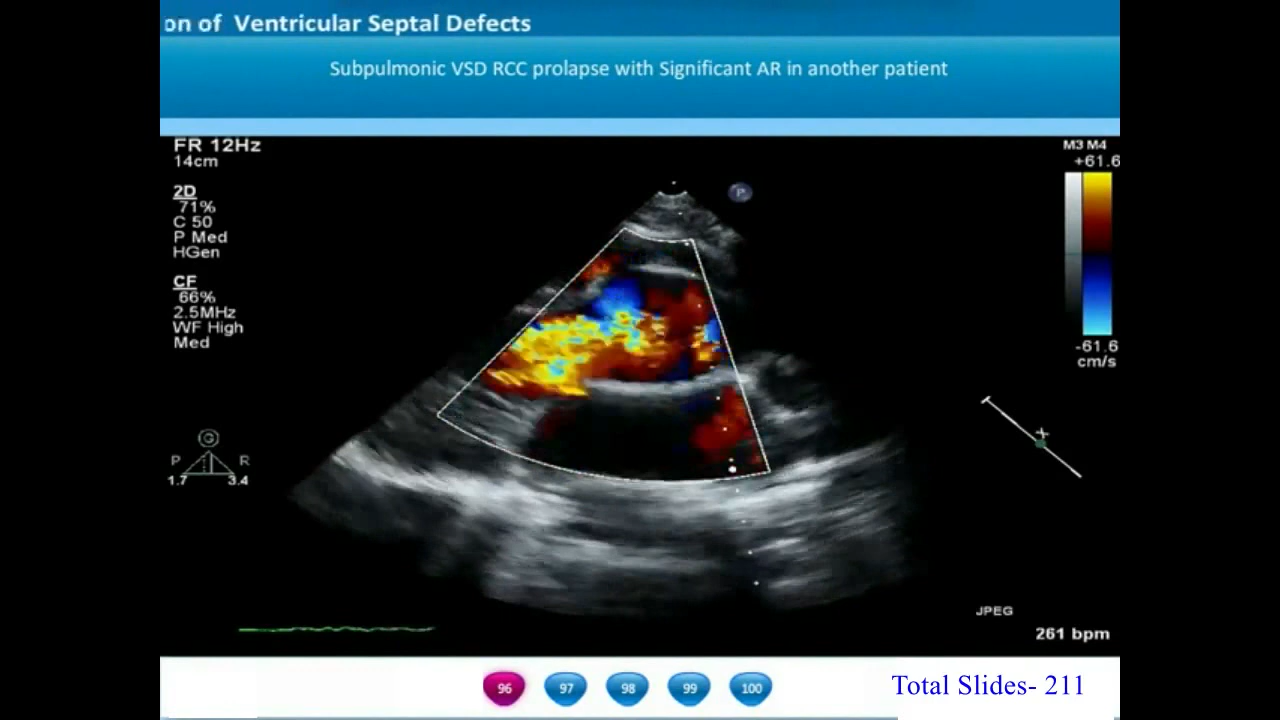 on of Ventricular Septal Defects
Subpulmonic VSD RCC prolapse with Significant AR in another patient
FR 12Hz
14cm
2D
71%
C 50
P Med
HGen
CF
66%
2.5MHz
WF High
Med
P
M3 M4
+61.6
-61.6
cm/s
G
P R
1.7 3.4
x
JPEG
261 bpm
96 97 98 99 100
Total Slides- 211